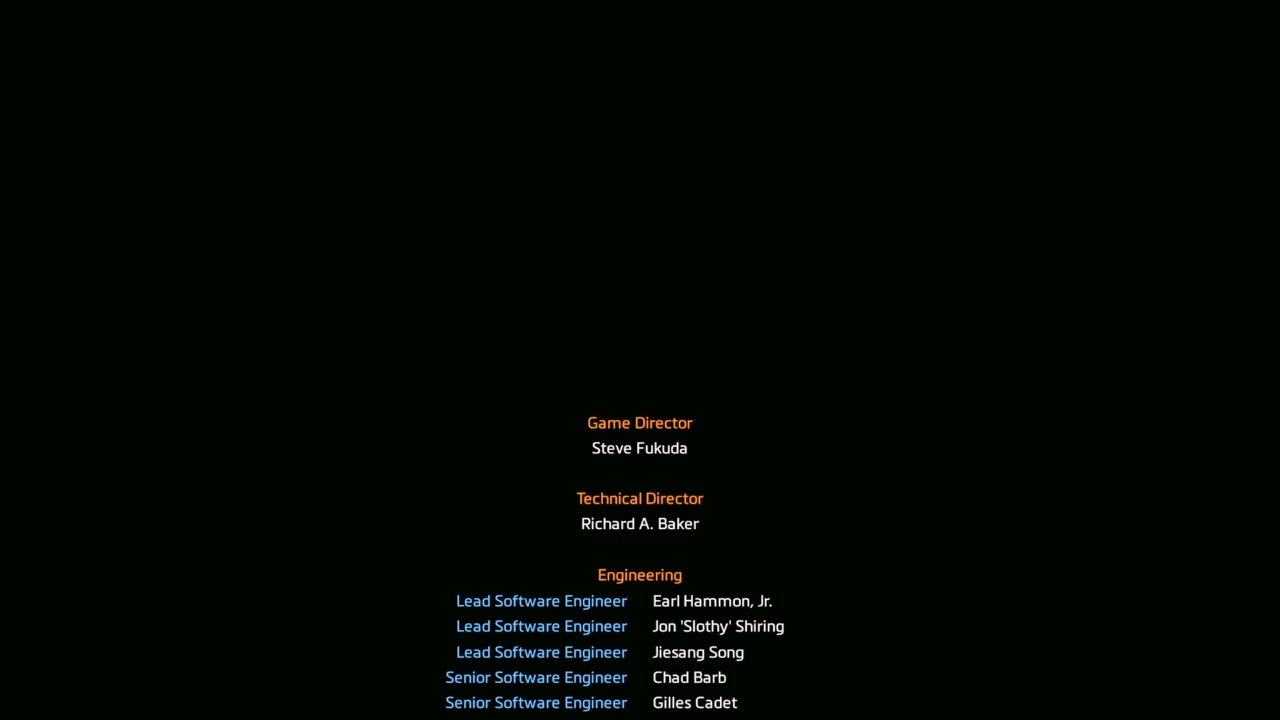 Game Director
Steve Fukuda
Technical Director
Richard A. Baker
Engineering
Lead Software Engineer Earl Hammon, Jr.
Lead Software Engineer Jon 'Slothy' Shiring
Lead Software Engineer Jiesang Song
Senior Software Engineer Chad Barb
Senior Software Engineer Gilles Cadet